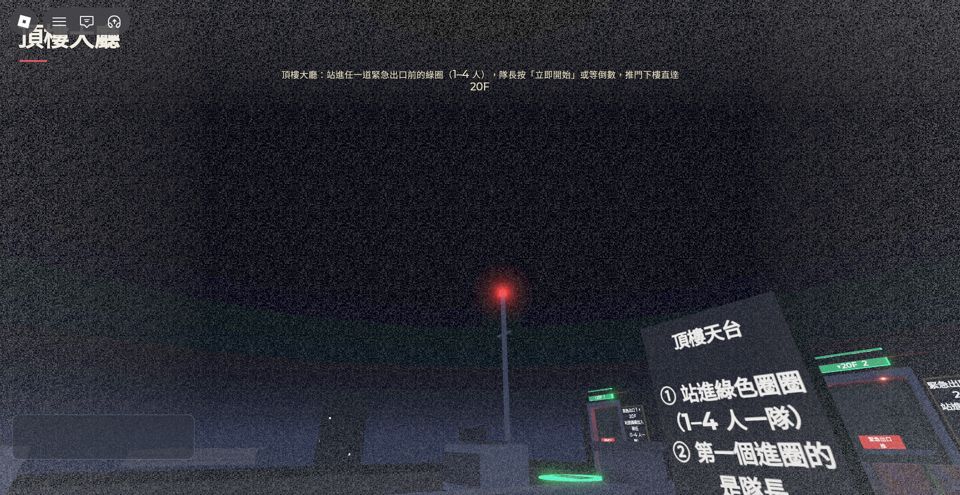 頂樓大廳
頂樓大廳：站進任一道緊急出口前的綠圈（1–4 人），隊長按「立即開始」或等倒數，推門下樓直達
20F
頂樓天台
① 站進綠色圈圈
（1–4 人一隊）
② 第一個進圈的
是隊長
20F 2
緊急出口